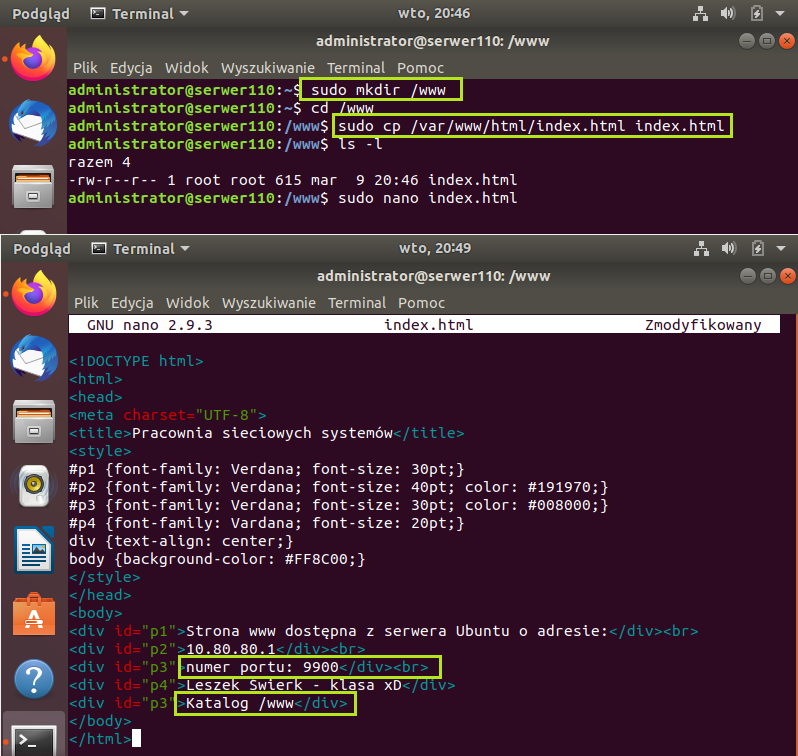 Podgląd Terminal wto, 20:46
administrator@serwer110: /www
Plik Edycja Widok Wyszukiwanie Terminal Pomoc
administrator@serwer110:~$ sudo mkdir /www
administrator@serwer110:~$ cd /www
administrator@serwer110:/www$ sudo cp /var/www/html/index.html index.html
administrator@serwer110:/www$ ls -l
razem 4
-rw-r--r-- 1 root root 615 mar  9 20:46 index.html
administrator@serwer110:/www$ sudo nano index.html
Podgląd Terminal wto, 20:49
administrator@serwer110: /www
Plik Edycja Widok Wyszukiwanie Terminal Pomoc
GNU nano 2.9.3 index.html Zmodyfikowany
<!DOCTYPE html>
<html>
<head>
<meta charset="UTF-8">
<title>Pracownia sieciowych systemów</title>
<style>
#p1 {font-family: Verdana; font-size: 30pt;}
#p2 {font-family: Verdana; font-size: 40pt; color: #191970;}
#p3 {font-family: Verdana; font-size: 30pt; color: #008000;}
#p4 {font-family: Vardana; font-size: 20pt;}
div {text-align: center;}
body {background-color: #FF8C00;}
</style>
</head>
<body>
<div id="p1">Strona www dostępna z serwera Ubuntu o adresie:</div><br>
<div id="p2">10.80.80.1</div><br>
<div id="p3">numer portu: 9900</div><br>
<div id="p4">Leszek Swierk - klasa xD</div>
<div id="p3">Katalog /www</div>
</body>
</html>